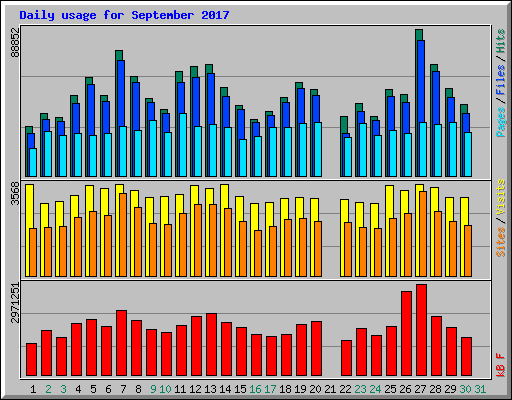 Daily usage for September 2017
88852
Pages / Files / Hits
3568
Sites / Visits
2971251
kB F
1 2 3 4 5 6 7 8 9 10 11 12 13 14 15 16 17 18 19 20 21 22 23 24 25 26 27 28 29 30 31